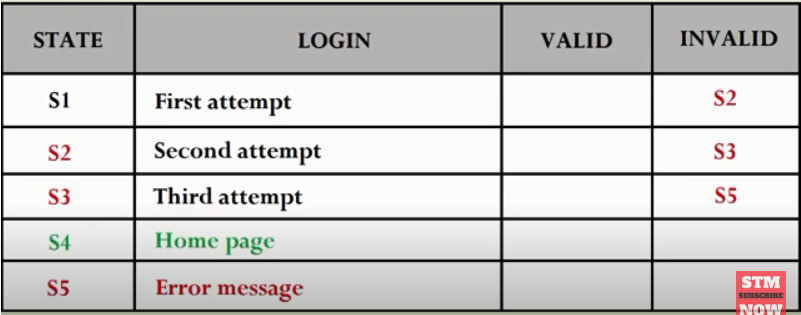 STATE LOGIN VALID INVALID
S1 First attempt S2
S2 Second attempt S3
S3 Third attempt S5
S4 Home page
S5 Error message
STM
SUBSCRIBE
NOW